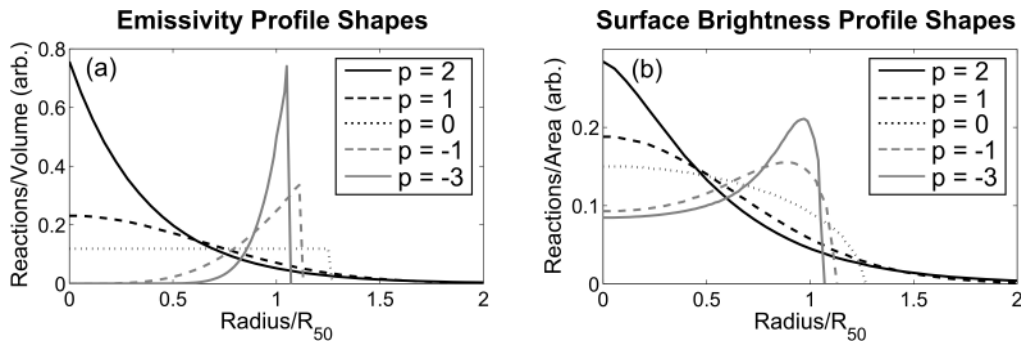 Emissivity Profile Shapes
Reactions/Volume (arb.)
0.8
0.6
0.4
0.2
0
(a)
p = 2
p = 1
p = 0
p = -1
p = -3
0
0.5
1
1.5
2
Radius/R50
Surface Brightness Profile Shapes
Reactions/Area (arb.)
0.2
0.1
0
(b)
p = 2
p = 1
p = 0
p = -1
p = -3
0
0.5
1
1.5
2
Radius/R50